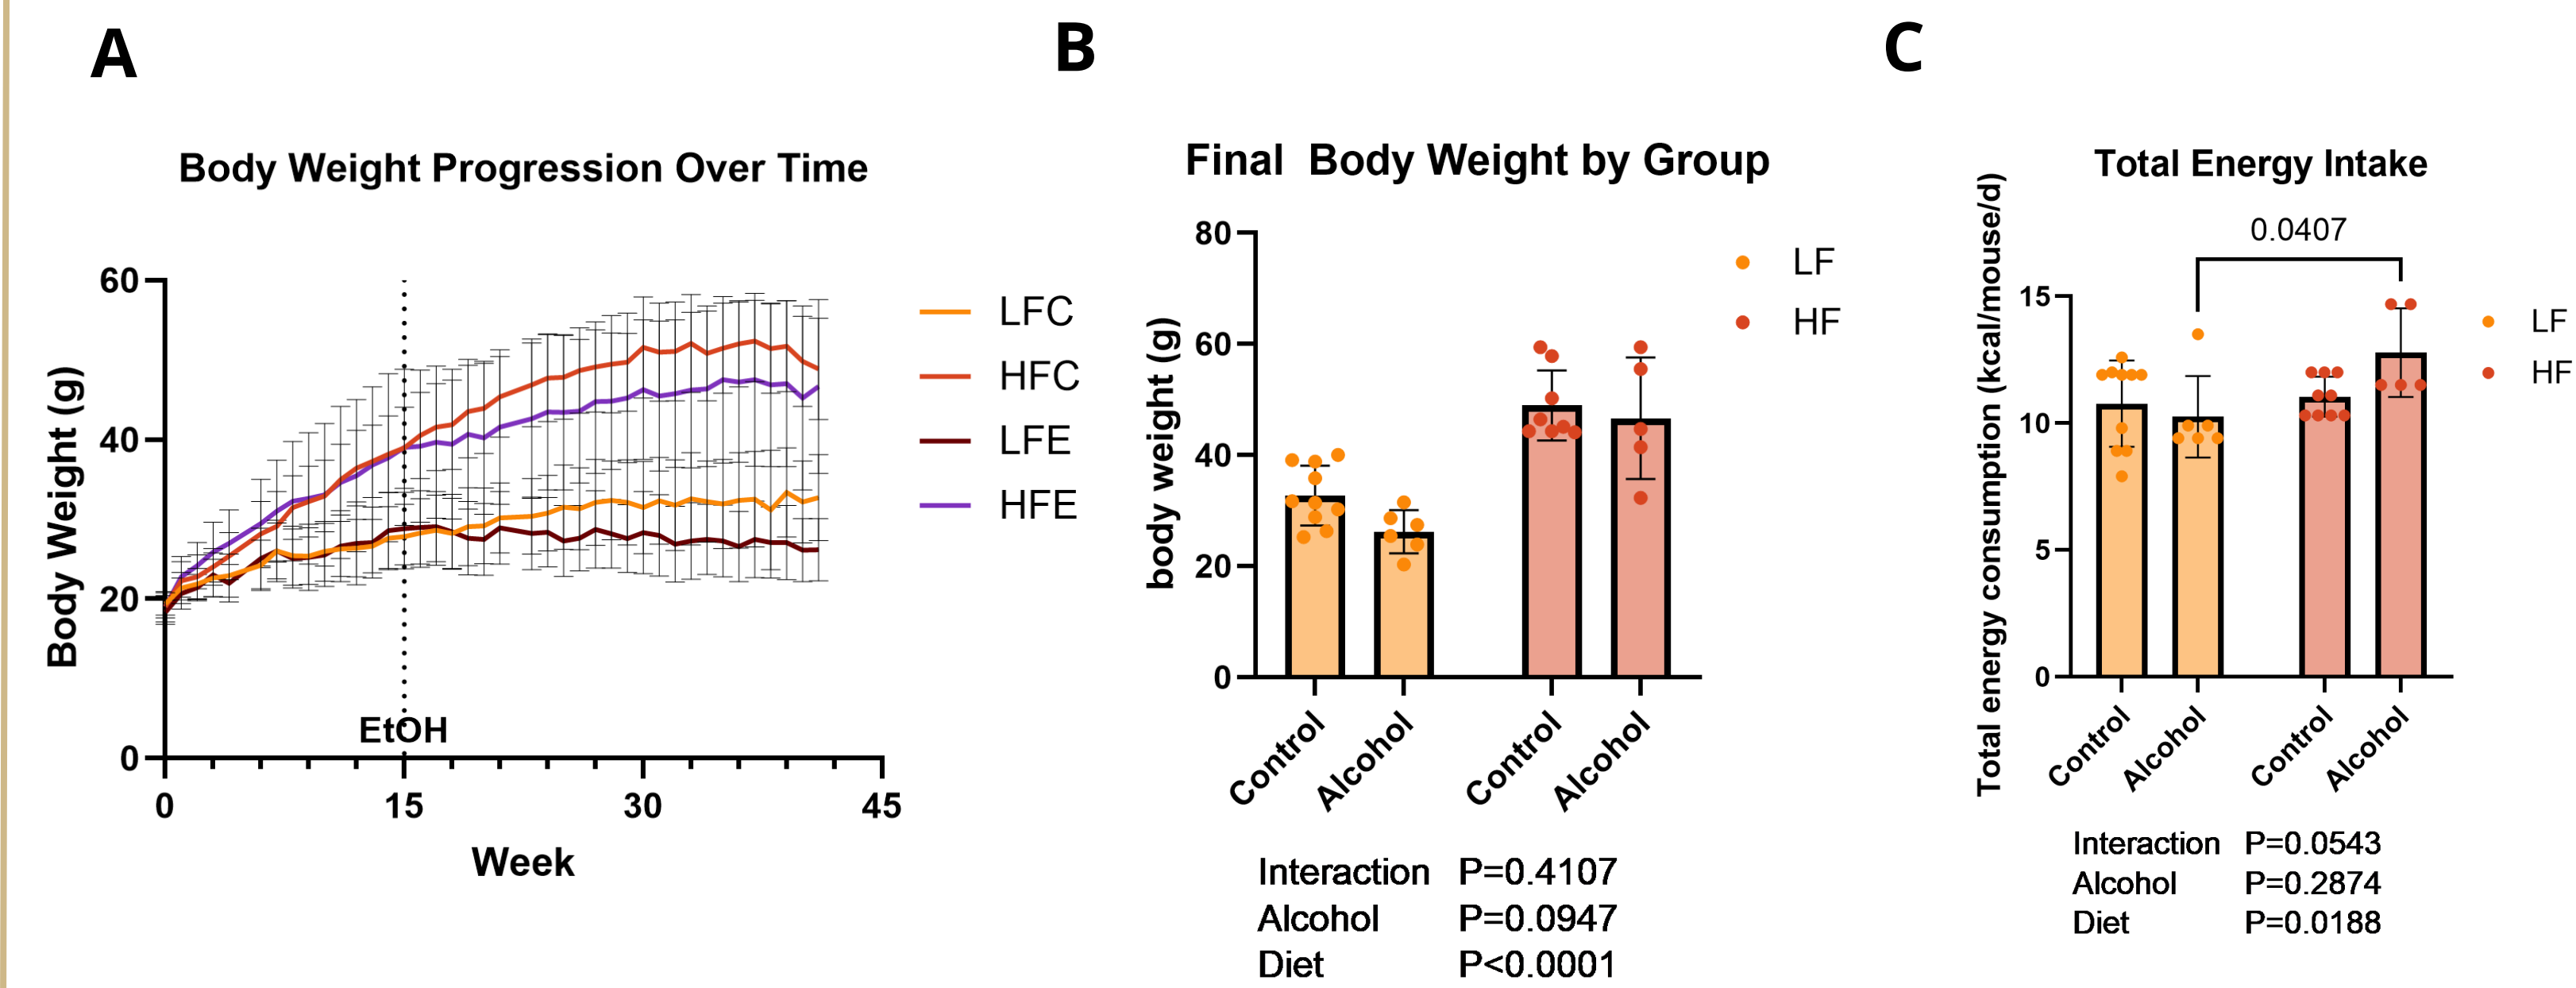 A
Body Weight Progression Over Time
Body Weight (g)
60
40
20
0
EtOH
0 15 30 45
Week
LFC
HFC
LFE
HFE
B
Final  Body Weight by Group
body weight (g)
80
60
40
20
0
Control Alcohol Control Alcohol
LF
HF
Interaction P=0.4107
Alcohol P=0.0947
Diet P<0.0001
C
Total Energy Intake
Total energy consumption (kcal/mouse/d)
0.0407
15
10
5
0
Control Alcohol Control Alcohol
LF
HF
Interaction P=0.0543
Alcohol P=0.2874
Diet P=0.0188